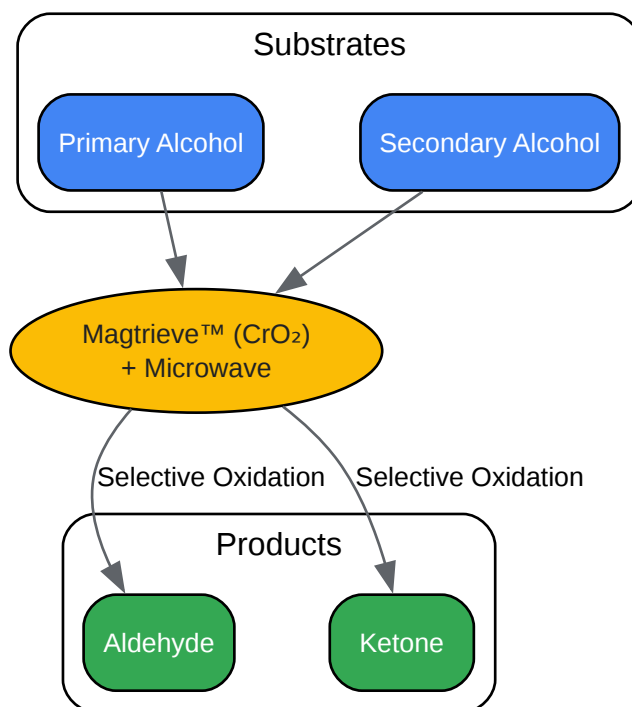 Substrates
Primary Alcohol
Secondary Alcohol
Magtrieve™ (CrO₂)
+ Microwave
Selective Oxidation
Selective Oxidation
Products
Aldehyde
Ketone